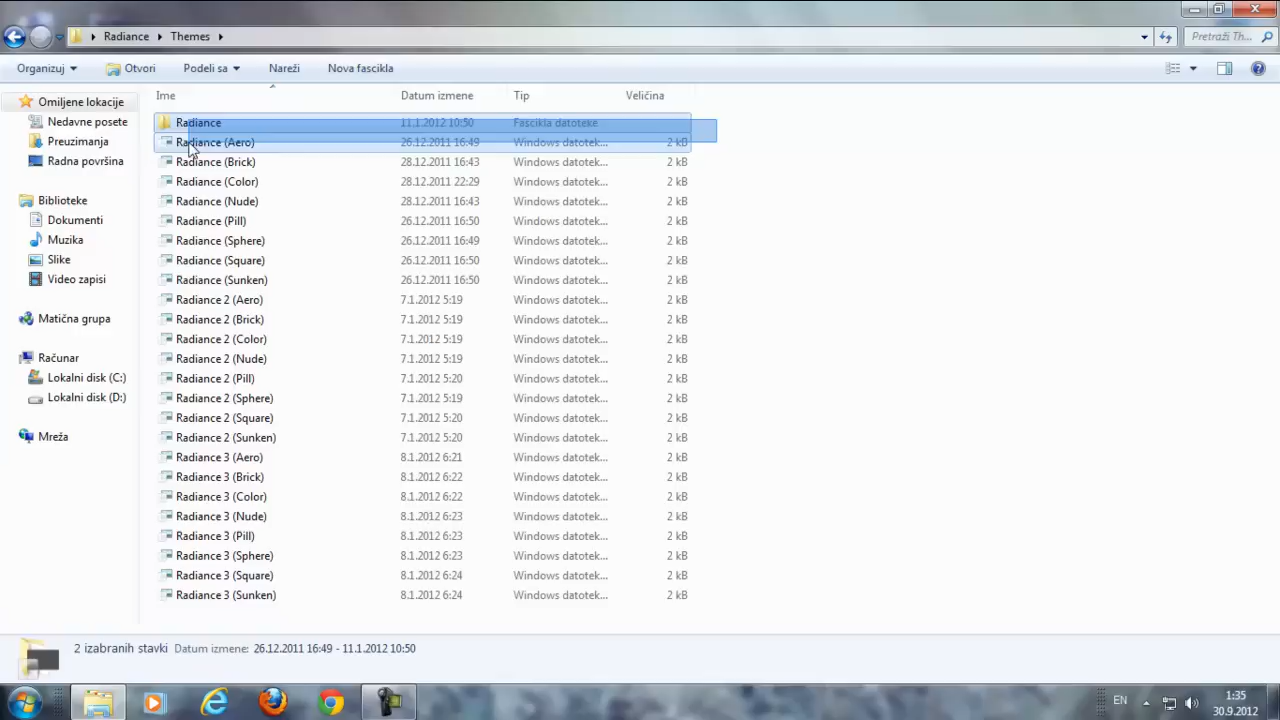 Radiance Themes Pretraži Th...
Organizuj Otvori Podeli sa Nareži Nova fascikla
Ime Datum izmene Tip Veličina
Omiljene lokacije
Nedavne posete
Preuzimanja
Radna površina
Biblioteke
Dokumenti
Muzika
Slike
Video zapisi
Matična grupa
Računar
Lokalni disk (C:)
Lokalni disk (D:)
Mreža
Radiance 11.1.2012 10:50 Fascikla datoteke
Radiance (Aero) 26.12.2011 16:49 Windows datotek... 2 kB
Radiance (Brick) 28.12.2011 16:43 Windows datotek... 2 kB
Radiance (Color) 28.12.2011 22:29 Windows datotek... 2 kB
Radiance (Nude) 28.12.2011 16:43 Windows datotek... 2 kB
Radiance (Pill) 26.12.2011 16:50 Windows datotek... 2 kB
Radiance (Sphere) 26.12.2011 16:49 Windows datotek... 2 kB
Radiance (Square) 26.12.2011 16:50 Windows datotek... 2 kB
Radiance (Sunken) 26.12.2011 16:50 Windows datotek... 2 kB
Radiance 2 (Aero) 7.1.2012 5:19 Windows datotek... 2 kB
Radiance 2 (Brick) 7.1.2012 5:19 Windows datotek... 2 kB
Radiance 2 (Color) 7.1.2012 5:19 Windows datotek... 2 kB
Radiance 2 (Nude) 7.1.2012 5:19 Windows datotek... 2 kB
Radiance 2 (Pill) 7.1.2012 5:20 Windows datotek... 2 kB
Radiance 2 (Sphere) 7.1.2012 5:19 Windows datotek... 2 kB
Radiance 2 (Square) 7.1.2012 5:20 Windows datotek... 2 kB
Radiance 2 (Sunken) 7.1.2012 5:20 Windows datotek... 2 kB
Radiance 3 (Aero) 8.1.2012 6:21 Windows datotek... 2 kB
Radiance 3 (Brick) 8.1.2012 6:22 Windows datotek... 2 kB
Radiance 3 (Color) 8.1.2012 6:22 Windows datotek... 2 kB
Radiance 3 (Nude) 8.1.2012 6:23 Windows datotek... 2 kB
Radiance 3 (Pill) 8.1.2012 6:23 Windows datotek... 2 kB
Radiance 3 (Sphere) 8.1.2012 6:23 Windows datotek... 2 kB
Radiance 3 (Square) 8.1.2012 6:24 Windows datotek... 2 kB
Radiance 3 (Sunken) 8.1.2012 6:24 Windows datotek... 2 kB
2 izabranih stavki Datum izmene: 26.12.2011 16:49 - 11.1.2012 10:50
EN 1:35
30.9.2012